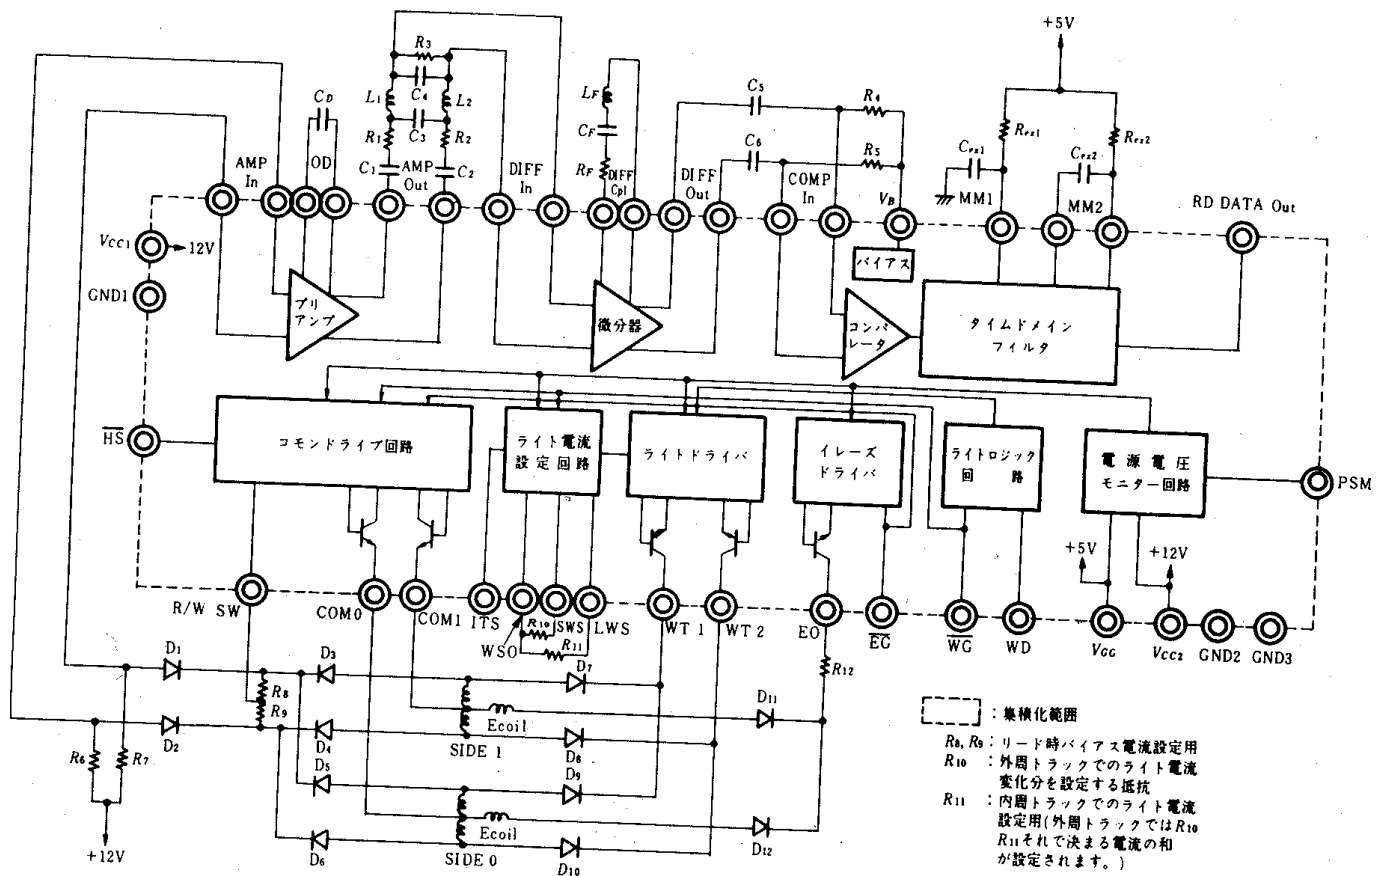 +5V
R3
C4
L1
L2
C3
R1
R2
C1
AMP Out
C2
CD
OD
AMP In
DIFF In
LF
CF
RF
DIFF Cpl
DIFF Out
C5
C6
R4
R5
COMP In
VB
Rex1
Rex2
Cex1
Cex2
MM1
MM2
RD DATA Out
VCC1
12V
GND1
プリアンプ
微分器
バイアス
コンパレータ
タイムドメイン
フィルタ
HS
コモンドライブ回路
ライト電流
設定回路
ライトドライバ
イレーズ
ドライバ
ライトロジック
回路
電源電圧
モニター回路
PSM
+5V
+12V
R/W SW
COM0
COM1
ITS
WSO
R10
SWS
R11
LWS
WT1
WT2
EO
EG
WG
WD
VGG
VCC2
GND2
GND3
D1
D3
D7
R12
R8
R9
D11
Ecoil
D2
D4
SIDE 1
D8
R6
R7
D5
D9
Ecoil
D12
D6
SIDE 0
D10
+12V
: 集積化範囲
R8, R9 : リード時バイアス電流設定用
R10 : 外周トラックでのライト電流
変化分を設定する抵抗
R11 : 内周トラックでのライト電流
設定用(外周トラックではR10
R11それで決まる電流の和
が設定されます。)